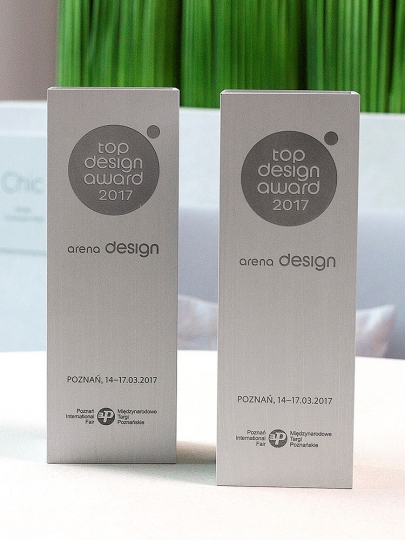 top
design
award
2017
arena design
POZNAŃ, 14–17.03.2017
Poznań
International
Fair
Międzynarodowe
Targi
Poznańskie
top
design
award
2017
arena design
POZNAŃ, 14–17.03.2017
Poznań
International
Fair
Międzynarodowe
Targi
Poznańskie
Chic